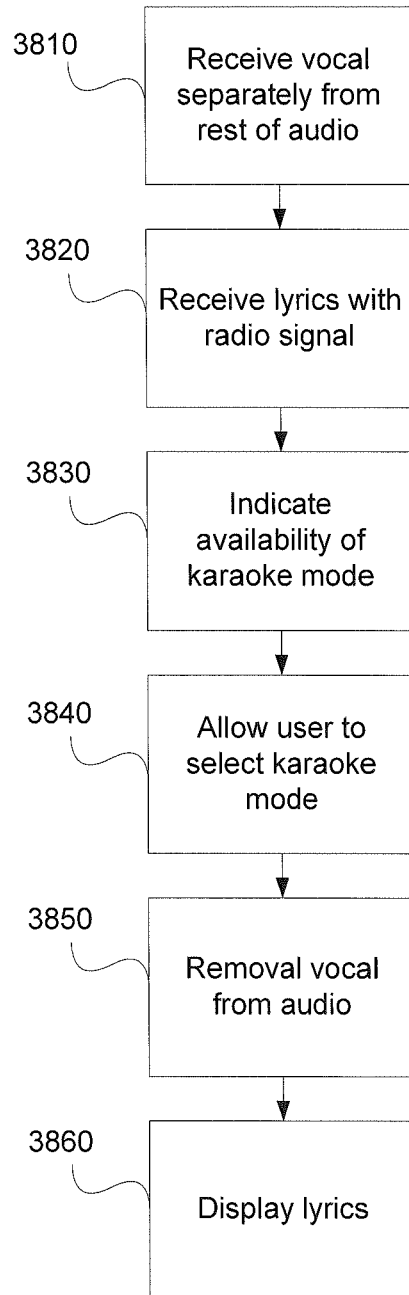 3810
Receive vocal
separately from
rest of audio
3820
Receive lyrics with
radio signal
3830
Indicate
availability of
karaoke mode
3840
Allow user to
select karaoke
mode
3850
Removal vocal
from audio
3860
Display lyrics